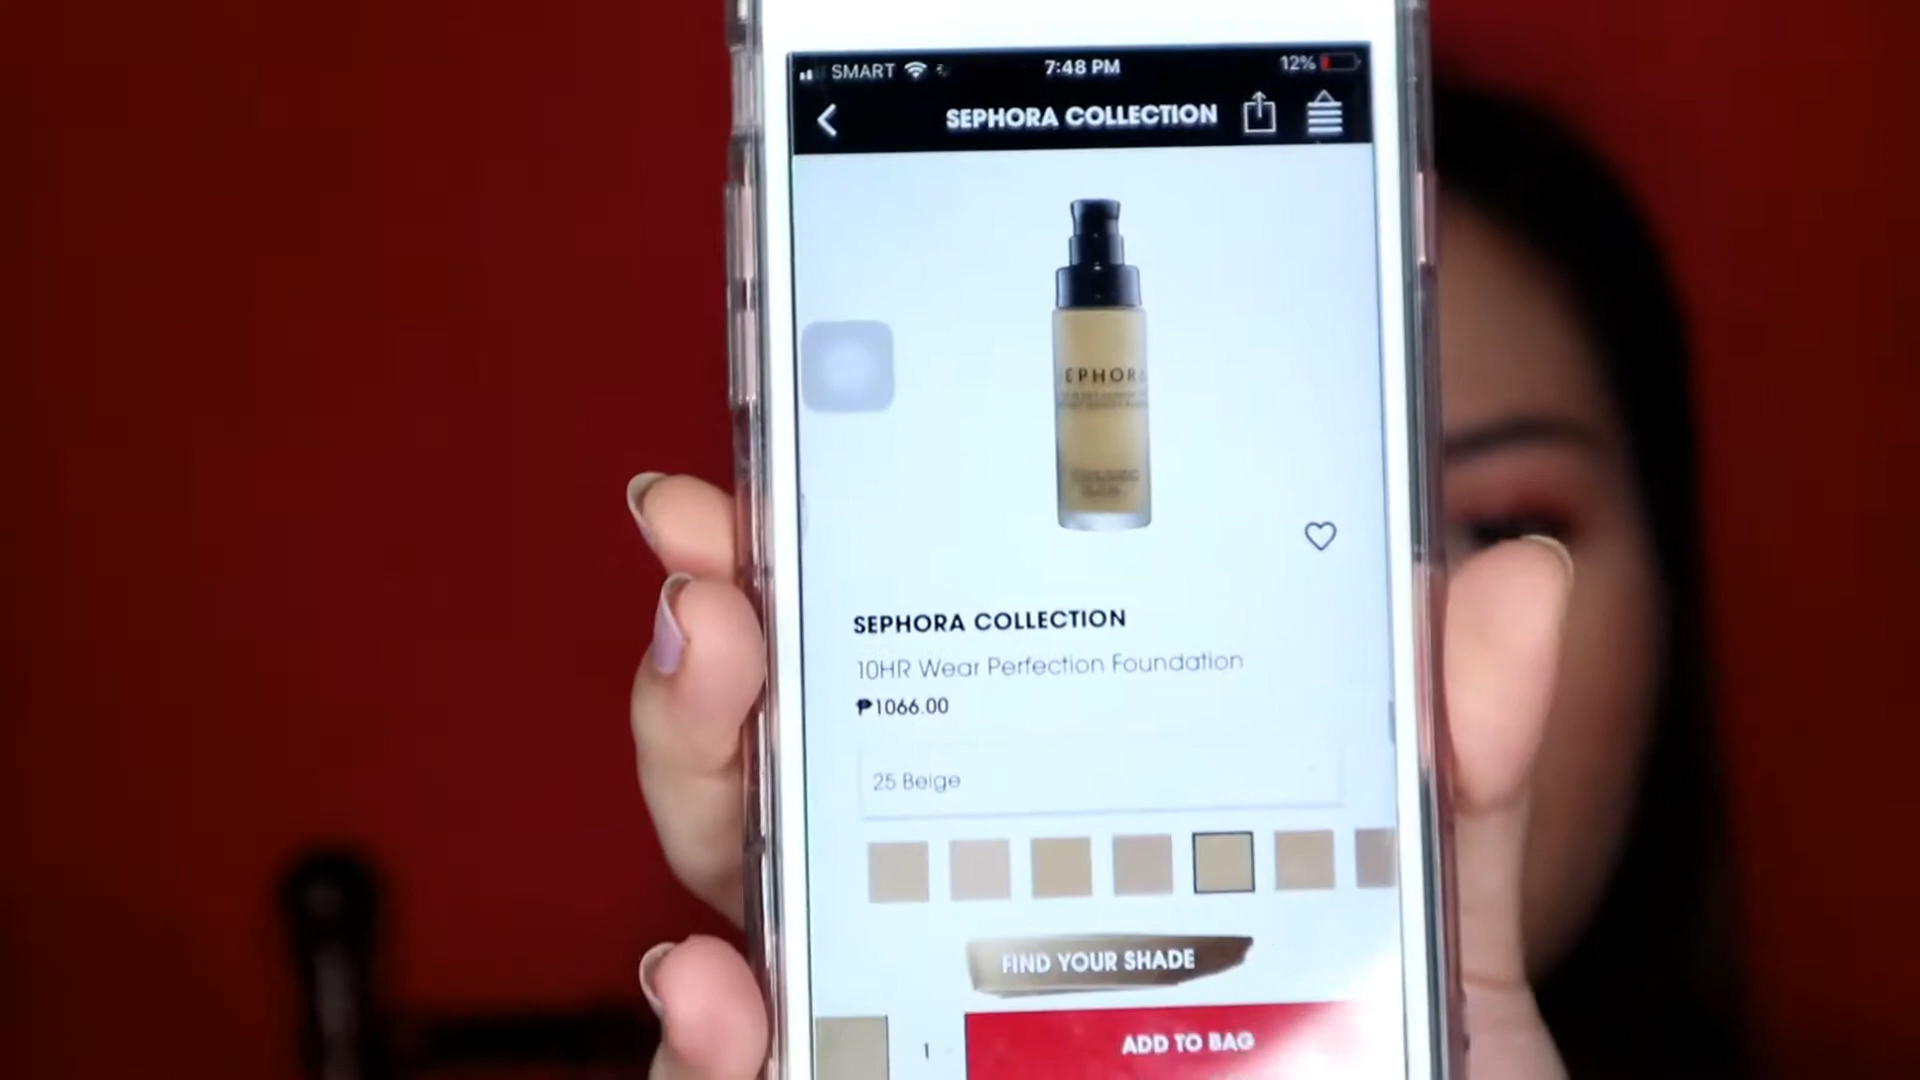 SMART 7:48 PM 12%
SEPHORA COLLECTION
EPHORA
SEPHORA COLLECTION
10HR Wear Perfection Foundation
₱1066.00
25 Beige
FIND YOUR SHADE
1 ADD TO BAG